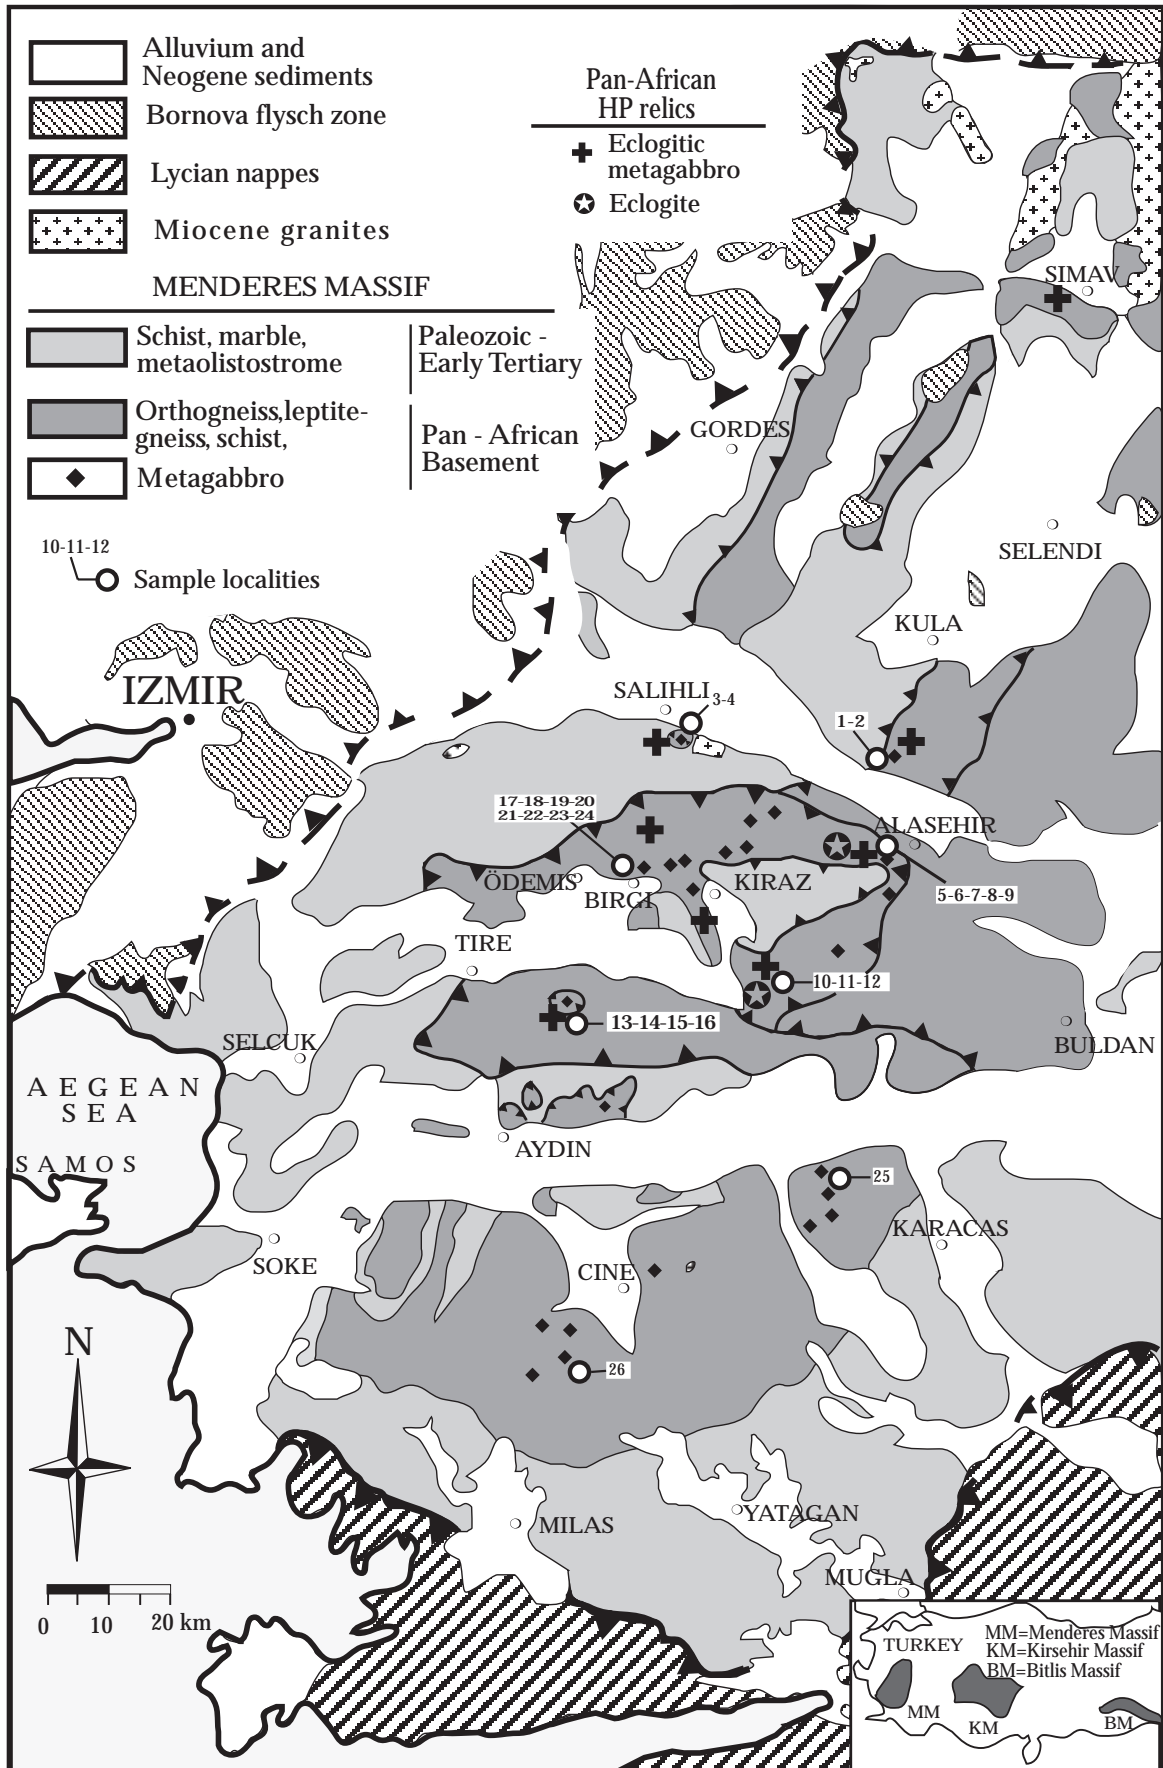 Alluvium and
Neogene sediments
Bornova flysch zone
Lycian nappes
Miocene granites
MENDERES MASSIF
Schist, marble,
metaolistostrome
Paleozoic -
Early Tertiary
Orthogneiss,leptite-
gneiss, schist,
Metagabbro
Pan - African
Basement
10-11-12
Sample localities
Pan-African
HP relics
Eclogitic
metagabbro
Eclogite
SIMAV
GORDES
SELENDI
KULA
IZMIR
SALIHLI
3-4
1-2
17-18-19-20
21-22-23-24
ALASEHIR
ÖDEMIS
BIRGI
KIRAZ
5-6-7-8-9
TIRE
10-11-12
13-14-15-16
SELCUK
BULDAN
AEGEAN
SEA
AYDIN
SAMOS
25
KARACAS
SOKE
CINE
N
26
MILAS
YATAGAN
MUGLA
0 10 20 km
TURKEY
MM=Menderes Massif
KM=Kirsehir Massif
BM=Bitlis Massif
MM
KM
BM